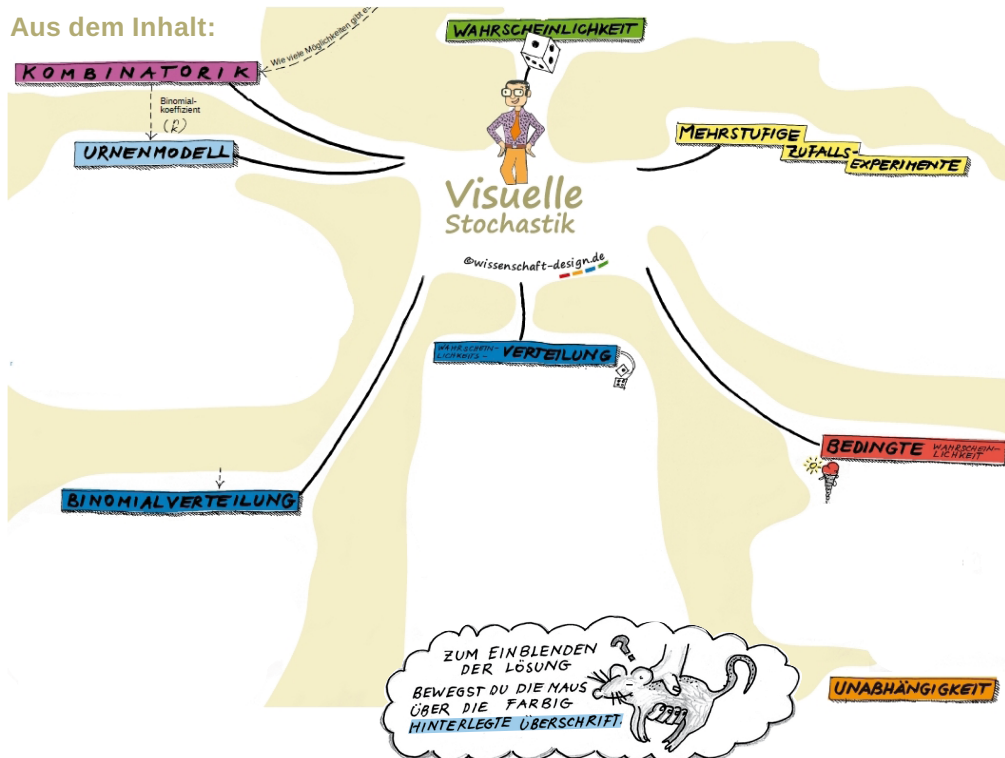 Aus dem Inhalt:
Wie viele Möglichkeiten gibt es
WAHRSCHEINLICHKEIT
KOMBINATORIK
Binomial-
koeffizient
URNENMODELL
MEHRSTUFIGE
ZUFALLS-
EXPERIMENTE
Visuelle
Stochastik
©wissenschaft-design.de
WAHRSCHEIN-
LICHKEITS-
VERTEILUNG
BEDINGTE
WAHRSCHEIN-
LICHKEIT
BINOMIALVERTEILUNG
ZUM EINBLENDEN
DER LÖSUNG
BEWEGST DU DIE MAUS
ÜBER DIE FARBIG
HINTERLEGTE ÜBERSCHRIFT.
?
UNABHÄNGIGKEIT